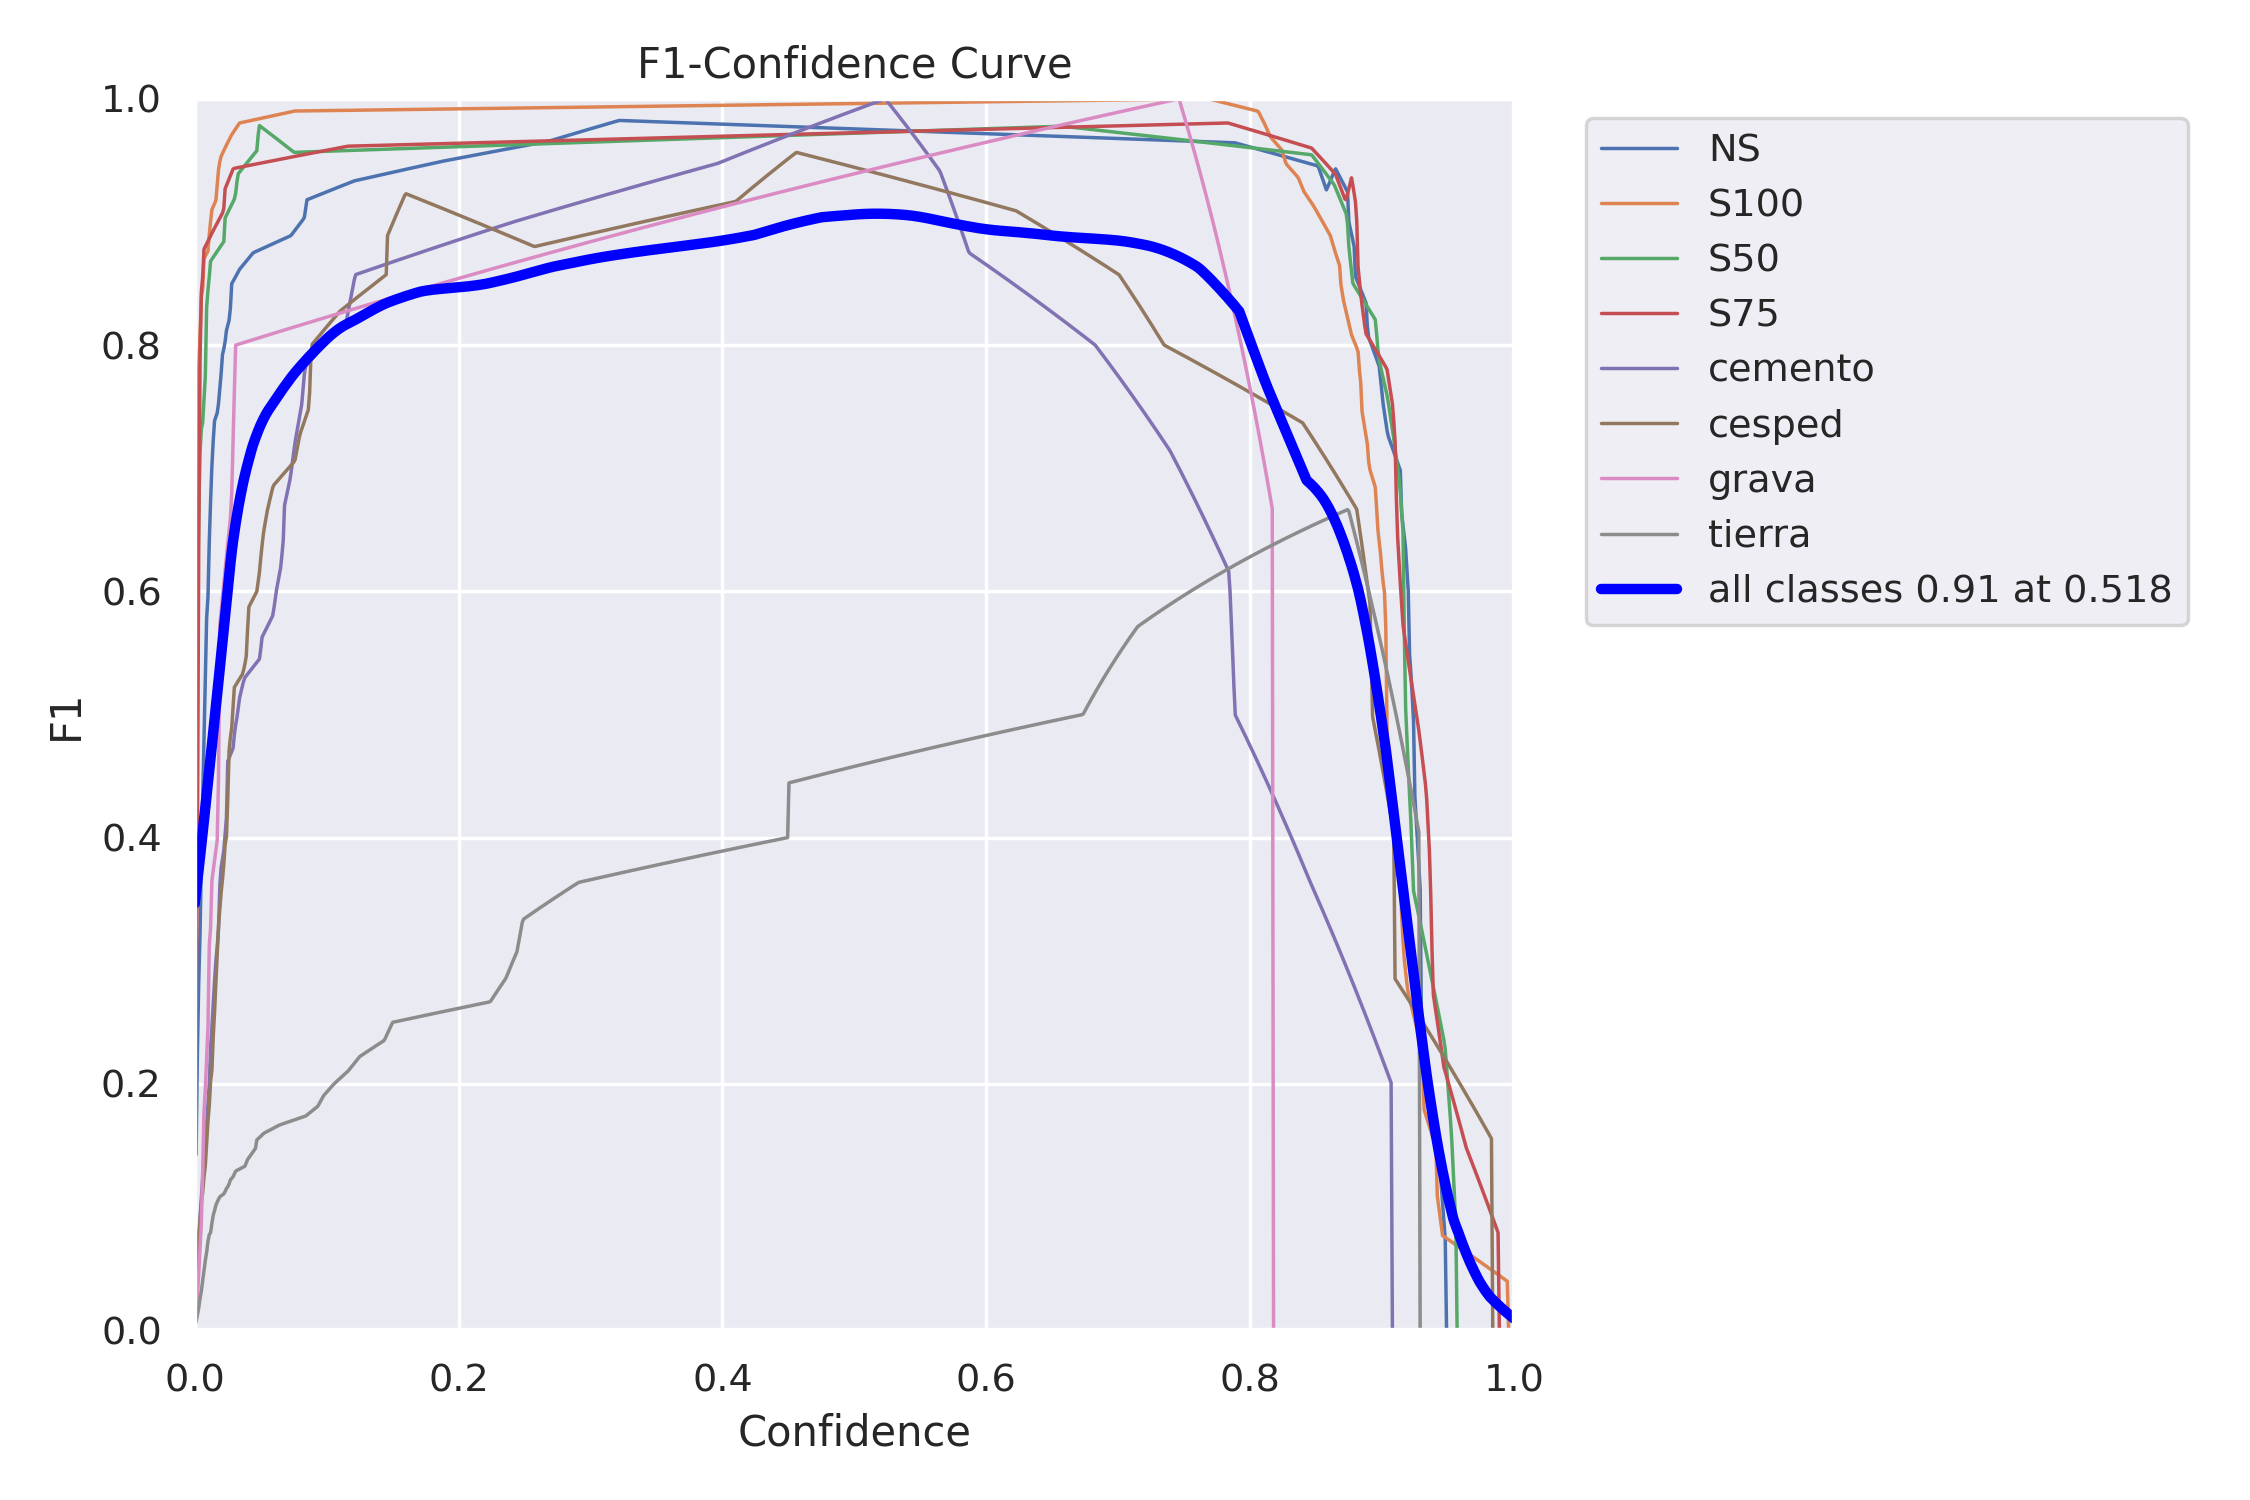 F1-Confidence Curve
1.0
0.8
0.6
0.4
0.2
0.0
F1
0.0 0.2 0.4 0.6 0.8 1.0
Confidence
NS
S100
S50
S75
cemento
cesped
grava
tierra
all classes 0.91 at 0.518